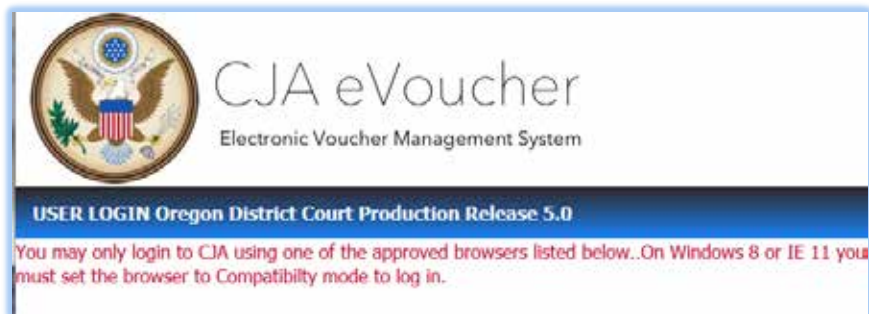 CJA eVoucher
Electronic Voucher Management System
USER LOGIN Oregon District Court Production Release 5.0
You may only login to CJA using one of the approved browsers listed below..On Windows 8 or IE 11 you
must set the browser to Compatibilty mode to log in.